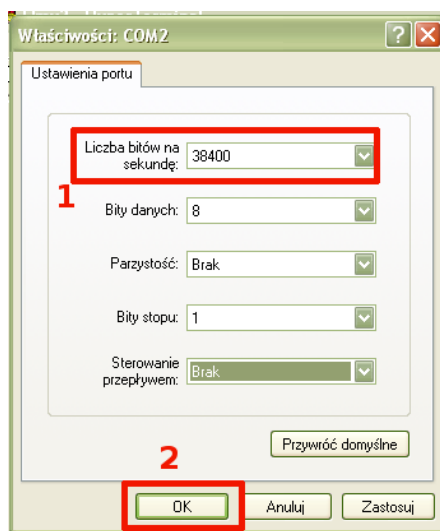 Właściwości: COM2
Ustawienia portu
Liczba bitów na
sekundę:
38400
1
Bity danych:
8
Parzystość:
Brak
Bity stopu:
1
Sterowanie
przepływem:
Brak
Przywróć domyślne
2
OK
Anuluj
Zastosuj